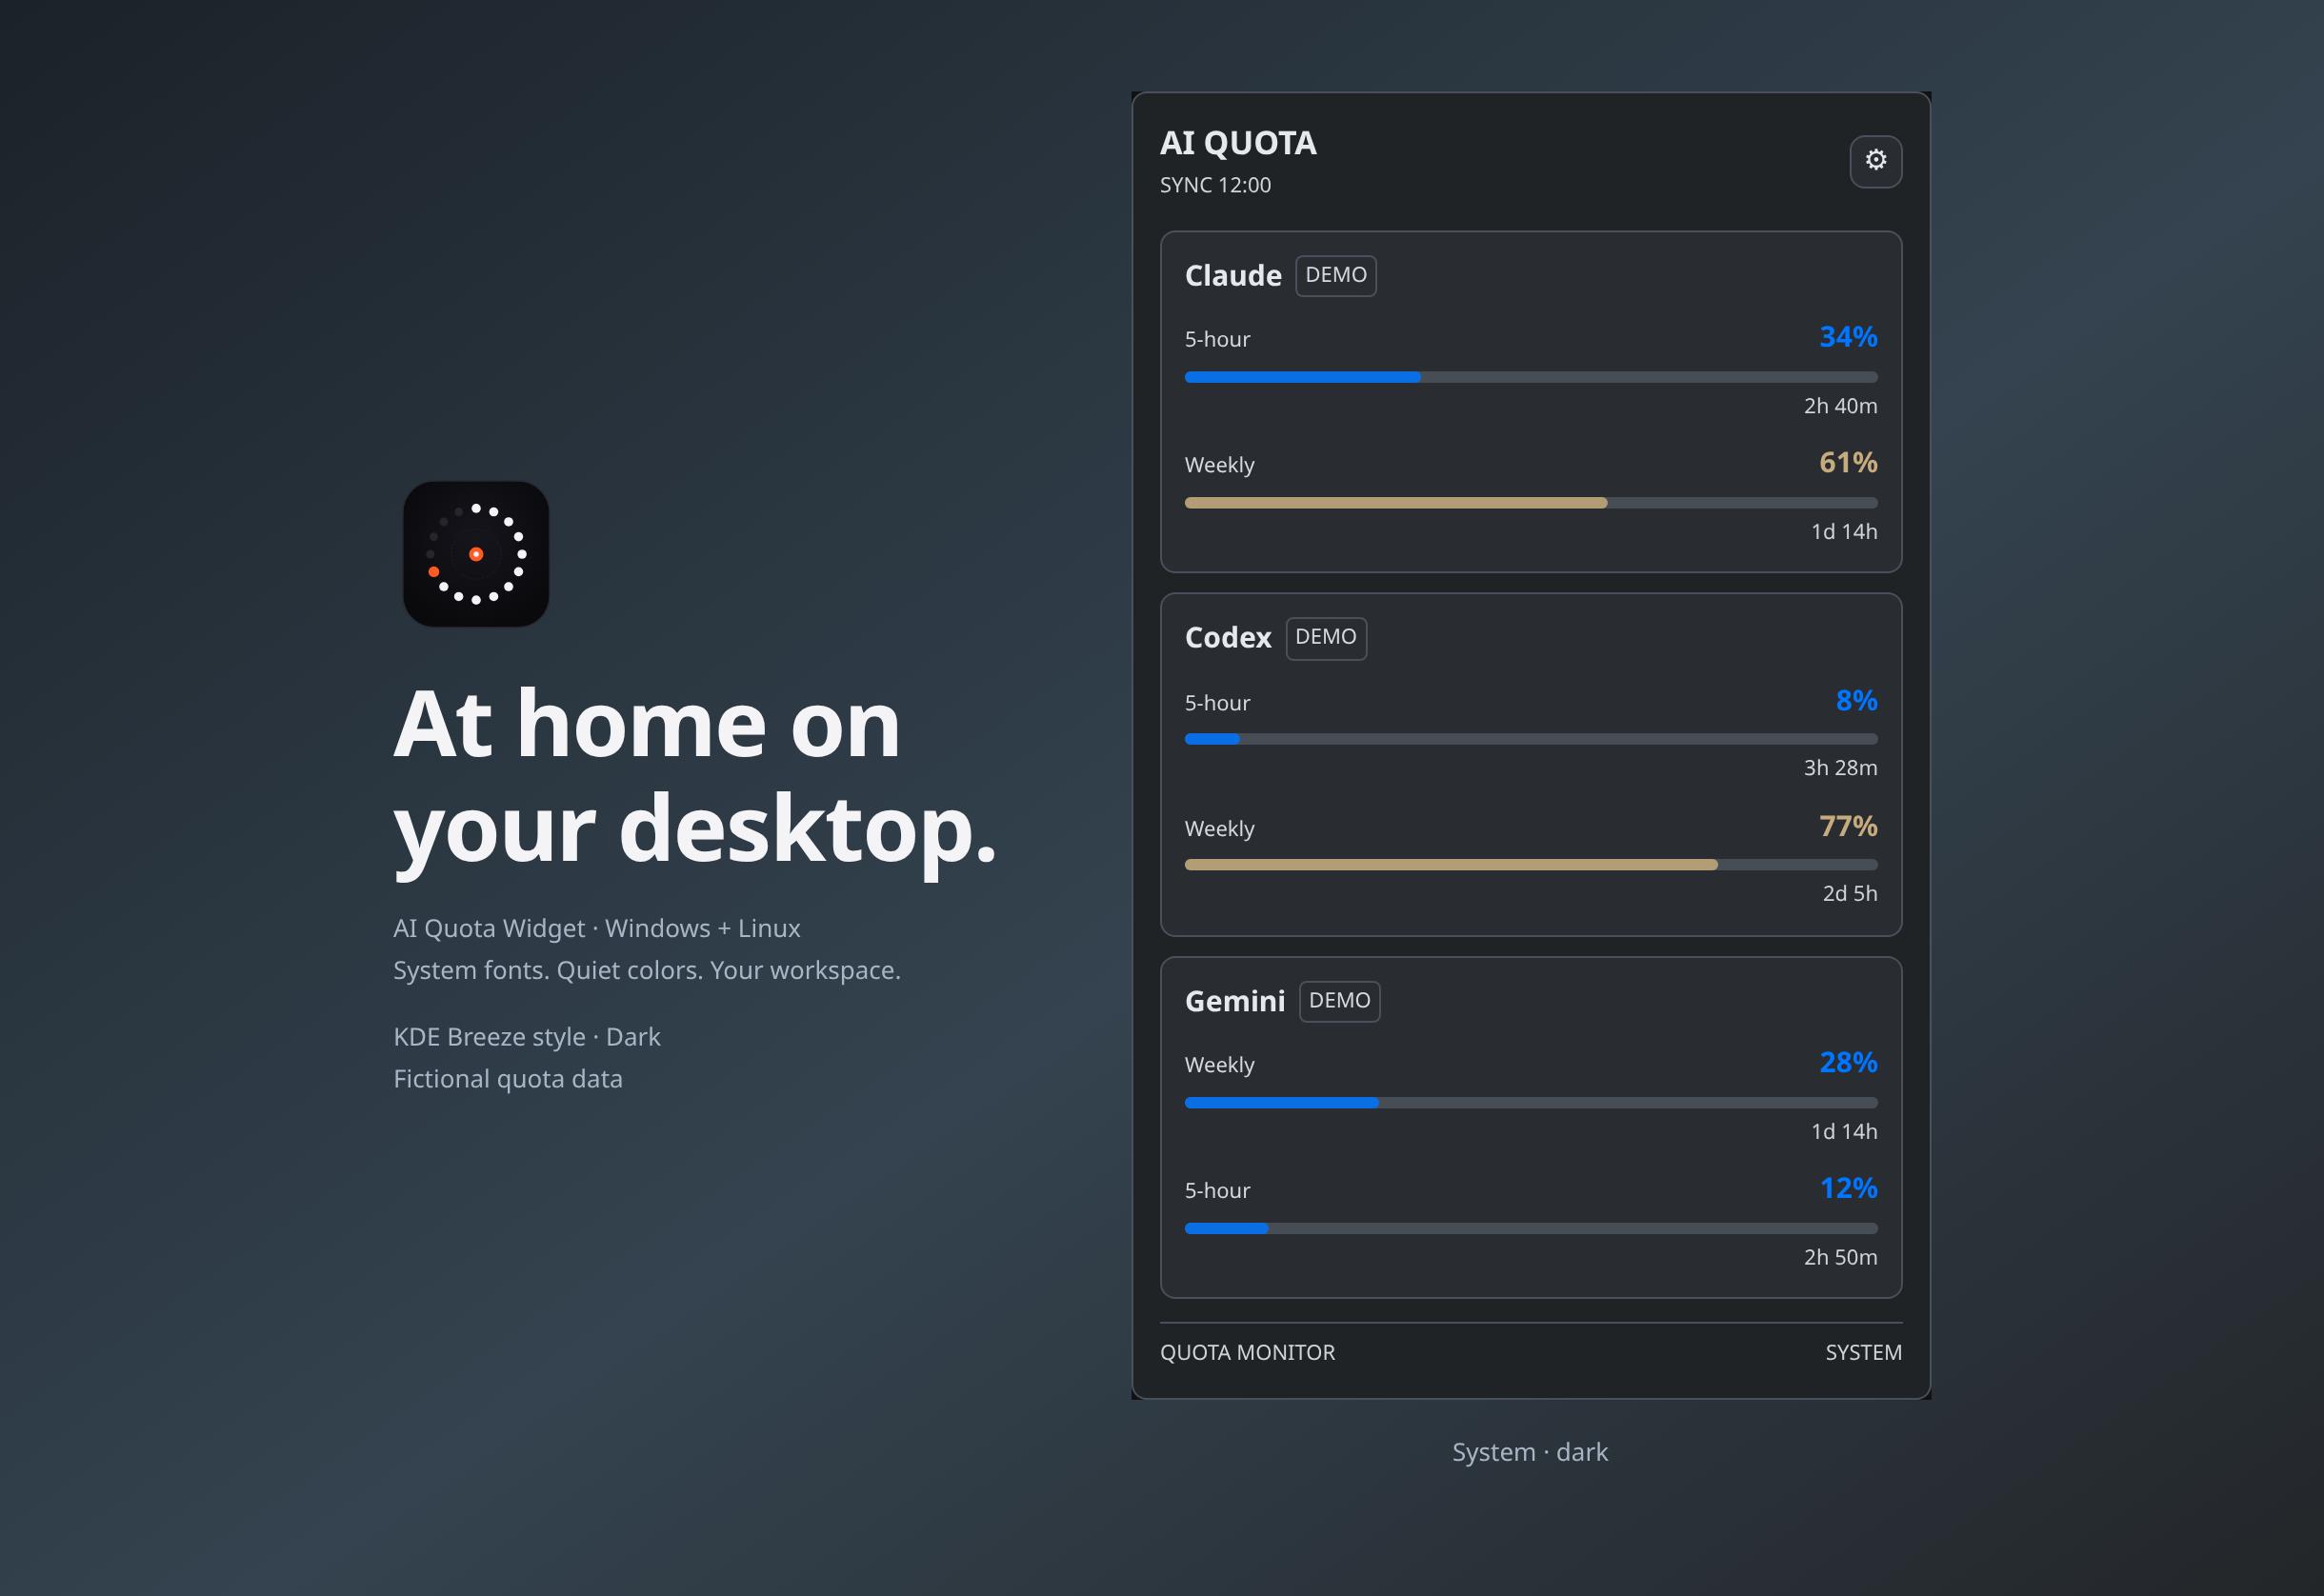 At home on
your desktop.
AI Quota Widget · Windows + Linux
System fonts. Quiet colors. Your workspace.
KDE Breeze style · Dark
Fictional quota data
AI QUOTA
SYNC 12:00
Claude DEMO
5-hour 34%
2h 40m
Weekly 61%
1d 14h
Codex DEMO
5-hour 8%
3h 28m
Weekly 77%
2d 5h
Gemini DEMO
Weekly 28%
1d 14h
5-hour 12%
2h 50m
QUOTA MONITOR SYSTEM
System · dark